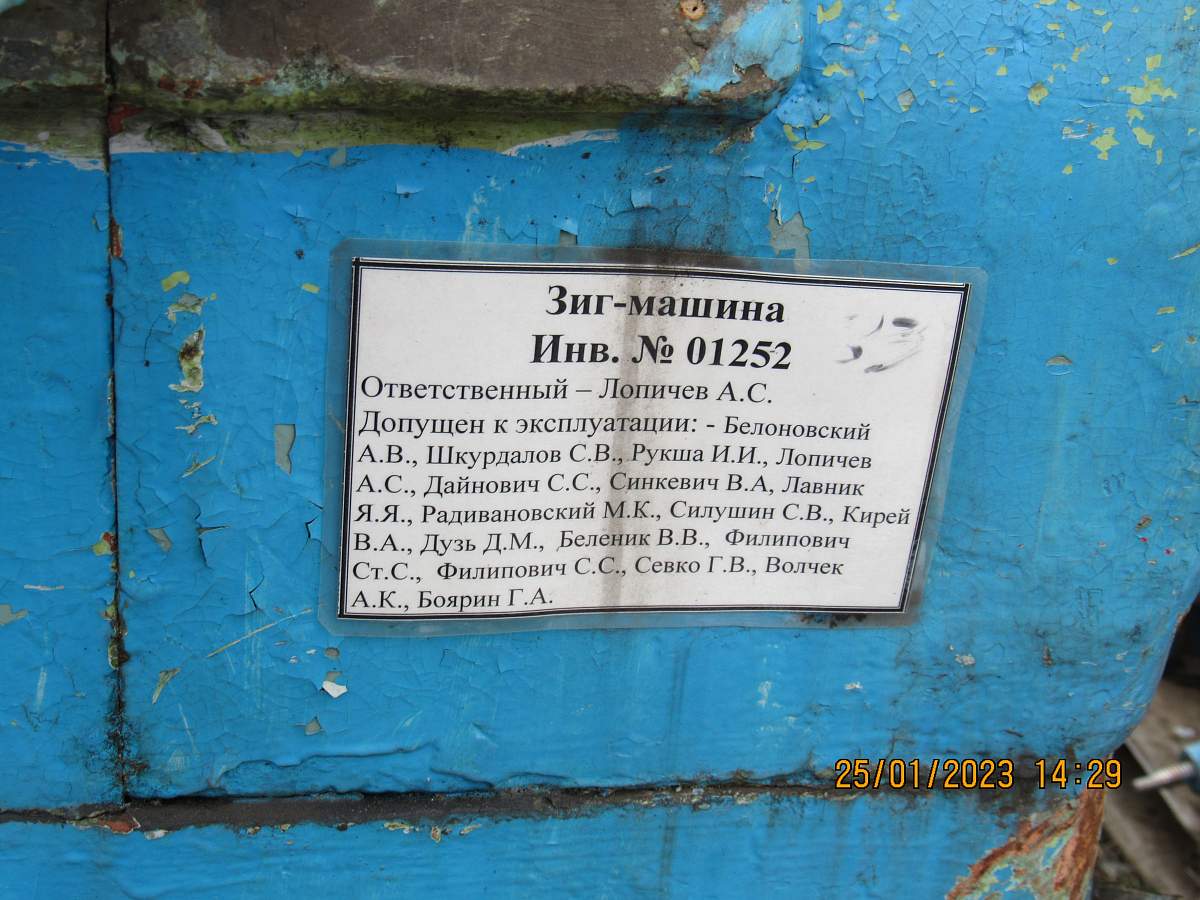 Зиг-машина
Инв. № 01252
Ответственный – Лопичев А.С.
Допущен к эксплуатации: - Белоновский
А.В., Шкурдалов С.В., Рукша И.И., Лопичев
А.С., Дайнович С.С., Синкевич В.А, Лавник
Я.Я., Радивановский М.К., Силушин С.В., Кирей
В.А., Дузь Д.М., Беленик В.В., Филипович
Ст.С., Филипович С.С., Севко Г.В., Волчек
А.К., Боярин Г.А.
25/01/2023 14:29